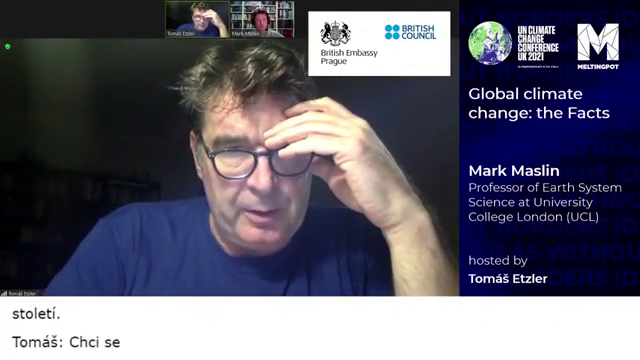 Tomáš Etzler
Mark Maslin
British Embassy
Prague
BRITISH
COUNCIL
UN CLIMATE
CHANGE
CONFERENCE
UK 2021
MELTINGPOT
Global climate
change: the Facts
Mark Maslin
Professor of Earth System
Science at University
College London (UCL)
hosted by
Tomáš Etzler
Tomáš Etzler
století.
Tomáš: Chci se